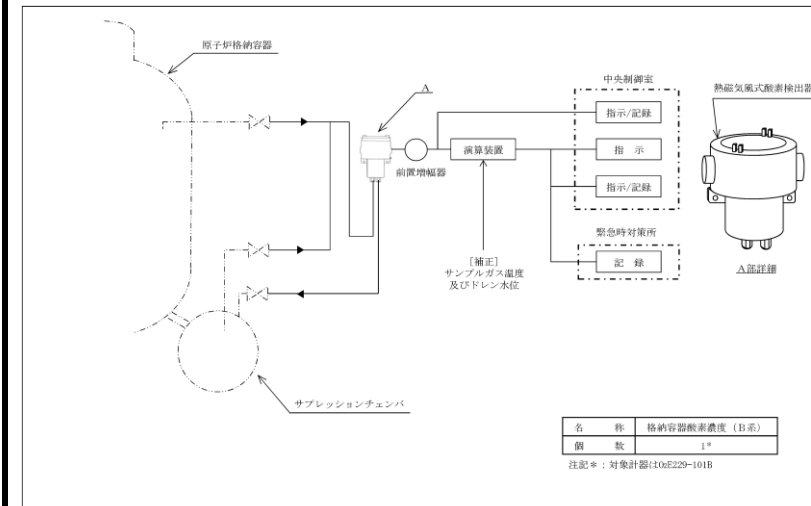 原子炉格納容器
A
前置増幅器
演算装置
[補正]
サンプルガス温度
及びドレン水位
中央制御室
指示/記録
指 示
指示/記録
緊急時対策所
記 録
熱磁気風式酸素検出器
A部詳細
サプレッションチェンバ
名 称 格納容器酸素濃度（B系）
個 数 1*
注記*：対象計器はO2E229-101B